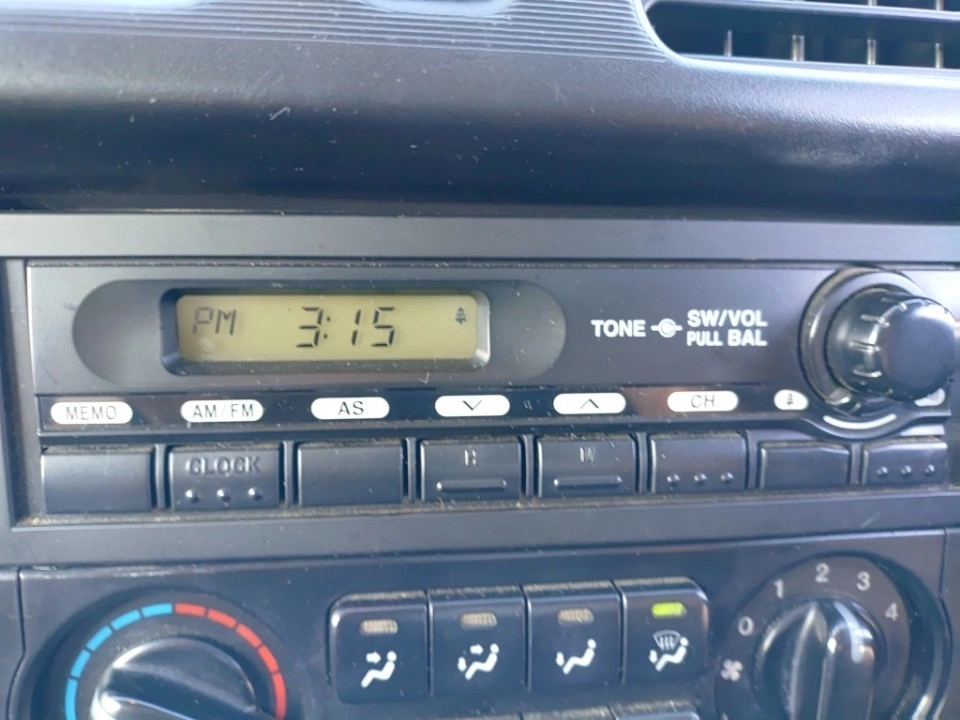 PM 3:15
TONE SW/VOL
PULL BAL
MEMO AM/FM AS CH
CLOCK H M
0 1 2 3 4